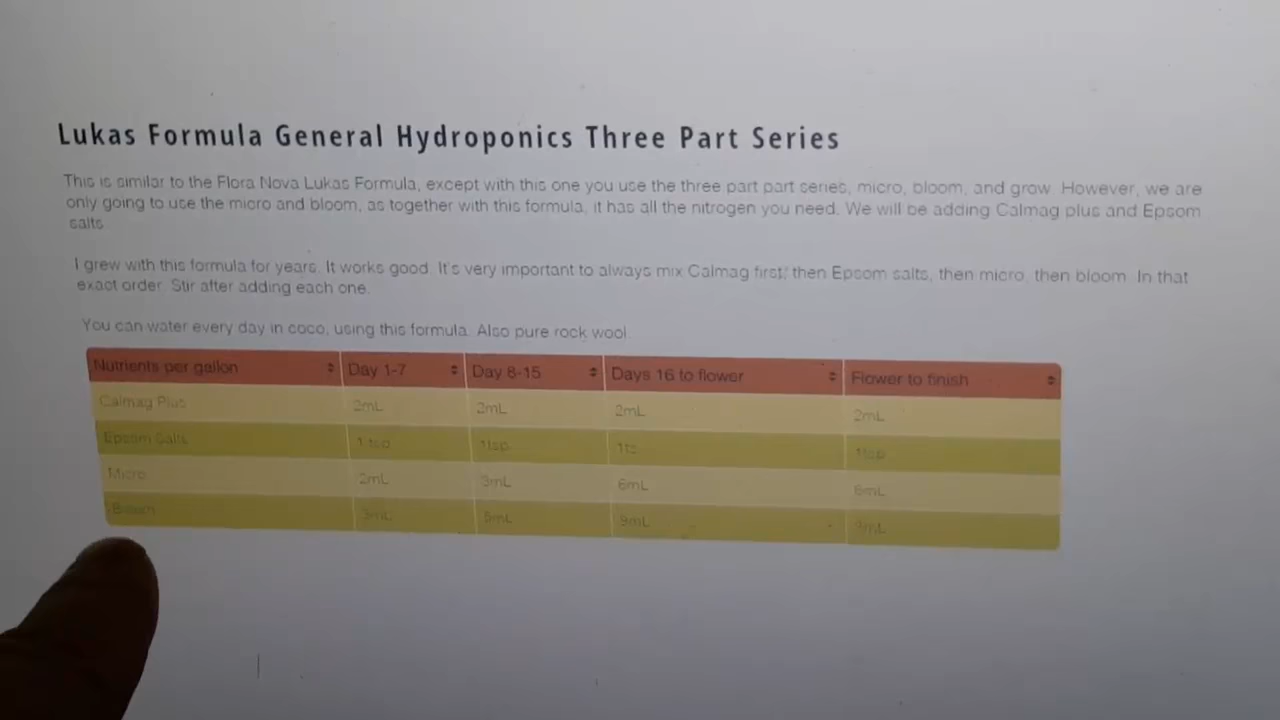 Lukas Formula General Hydroponics Three Part Series
This is similar to the Flora Nova Lukas Formula, except with this one you use the three part part series, micro, bloom, and grow. However, we are
only going to use the micro and bloom, as together with this formula, it has all the nitrogen you need. We will be adding Calmag plus and Epsom
salts.
I grew with this formula for years. It works good. It's very important to always mix Calmag first, then Epsom salts, then micro, then bloom. In that
exact order. Stir after adding each one.
You can water every day in coco, using this formula. Also pure rock wool.
Nutrients per gallon Day 1-7 Day 8-15 Days 16 to flower Flower to finish
Calmag Plus 2mL 2mL 2mL 2mL
Epsom Salts 1 tsp 1tsp 1ts 1tsp
Micro 2mL 3mL 6mL 6mL
Bloom 3mL 5mL 9mL 9mL